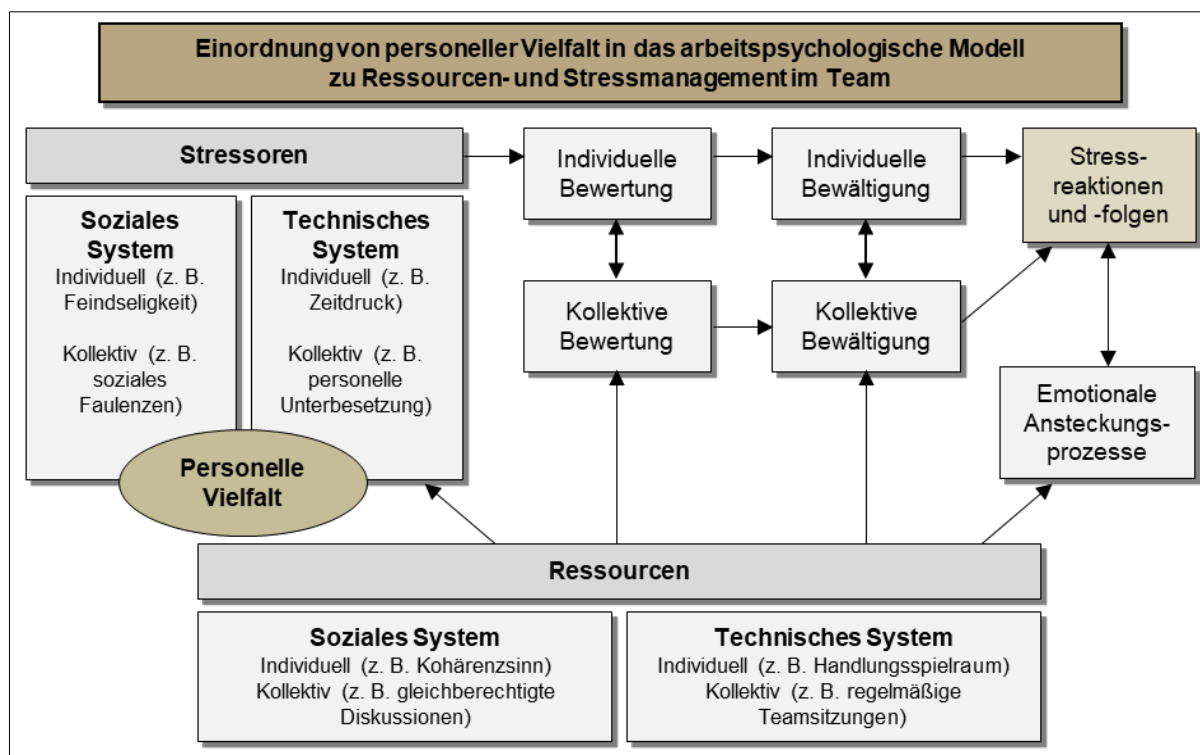 Einordnung von personeller Vielfalt in das arbeitspsychologische Modell
zu Ressourcen- und Stressmanagement im Team
Stressoren
Soziales
System
Individuell (z. B.
Feindseligkeit)
Kollektiv (z. B.
soziales
Faulenzen)
Technisches
System
Individuell (z. B.
Zeitdruck)
Kollektiv (z. B.
personelle
Unterbesetzung)
Personelle
Vielfalt
Individuelle
Bewertung
Individuelle
Bewältigung
Stress-
reaktionen
und -folgen
Kollektive
Bewertung
Kollektive
Bewältigung
Emotionale
Ansteckungs-
prozesse
Ressourcen
Soziales System
Individuell (z. B. Kohärenzsinn)
Kollektiv (z. B. gleichberechtigte
Diskussionen)
Technisches System
Individuell (z. B. Handlungsspielraum)
Kollektiv (z. B. regelmäßige
Teamsitzungen)